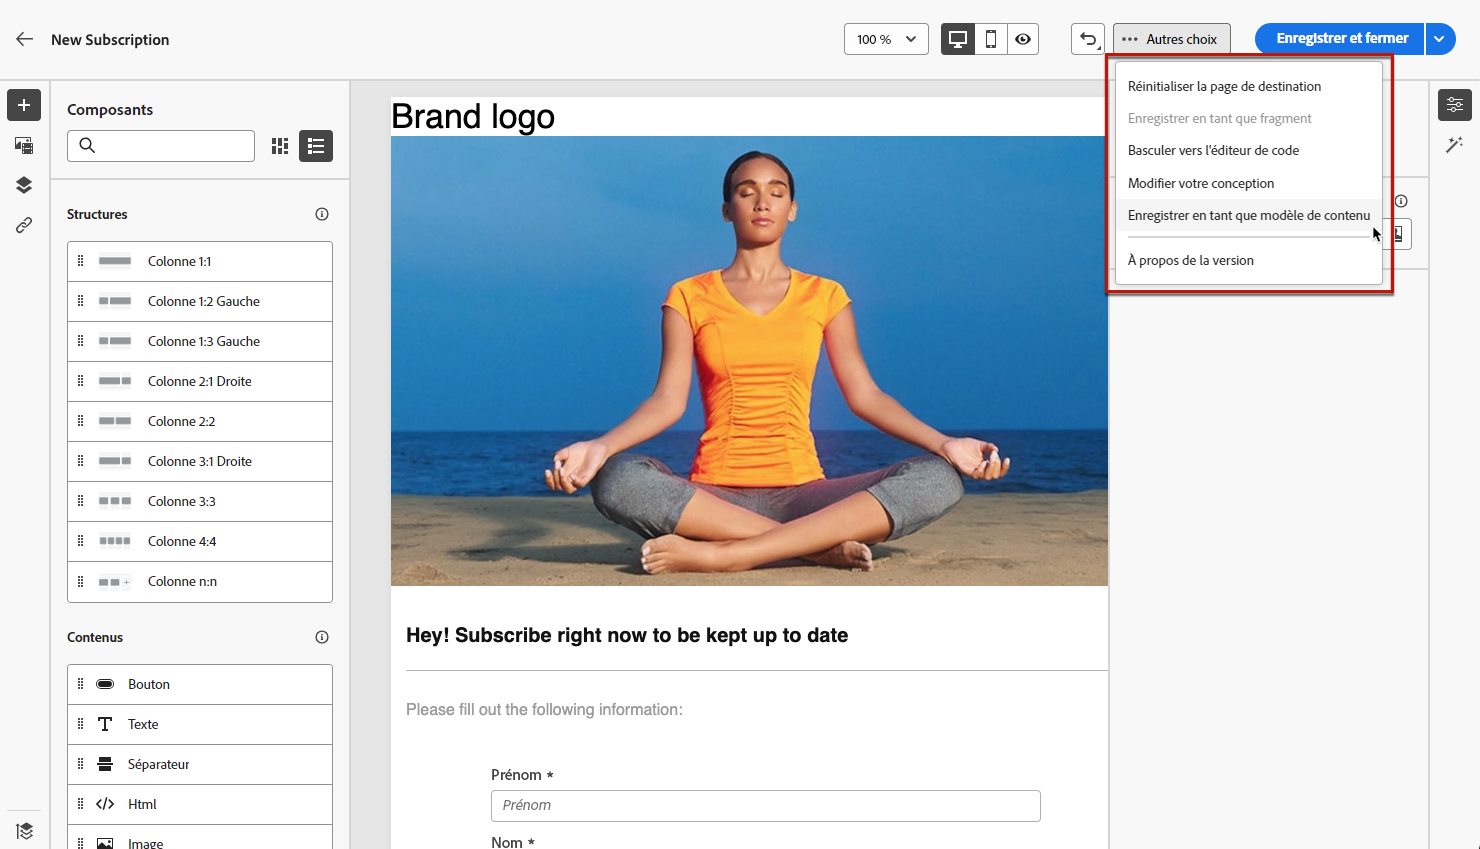 New Subscription
100 %
Autres choix
Enregistrer et fermer
Réinitialiser la page de destination
Enregistrer en tant que fragment
Basculer vers l'éditeur de code
Modifier votre conception
Enregistrer en tant que modèle de contenu
À propos de la version
Composants
Structures
Colonne 1:1
Colonne 1:2 Gauche
Colonne 1:3 Gauche
Colonne 2:1 Droite
Colonne 2:2
Colonne 3:1 Droite
Colonne 3:3
Colonne 4:4
Colonne n:n
Contenus
Bouton
Texte
Séparateur
Html
Image
Brand logo
Hey! Subscribe right now to be kept up to date
Please fill out the following information:
Prénom *
Prénom
Nom *